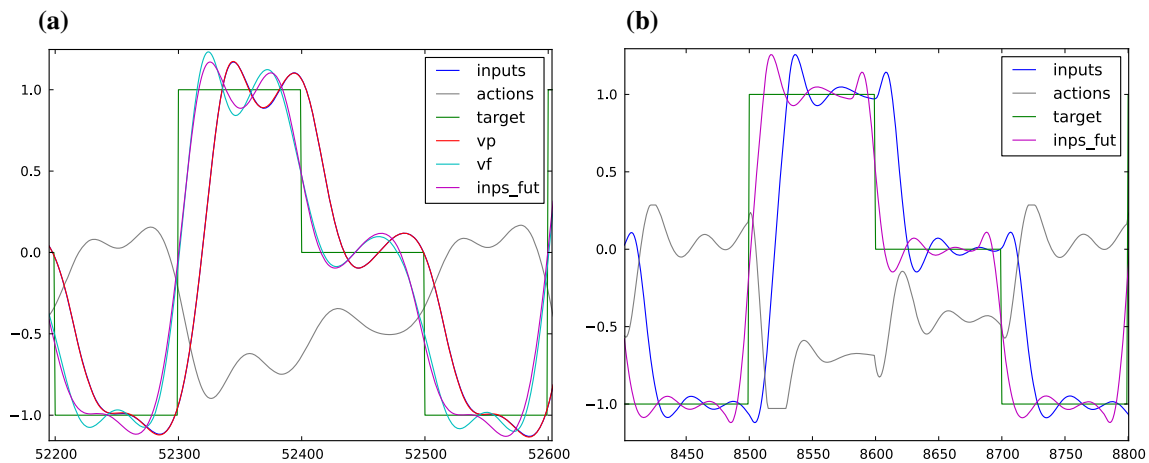 (a)
(b)
inputs
actions
target
vp
vf
inps_fut
1.0
0.5
0.0
−0.5
−1.0
52200 52300 52400 52500 52600
inputs
actions
target
inps_fut
1.0
0.5
0.0
−0.5
−1.0
8450 8500 8550 8600 8650 8700 8750 8800